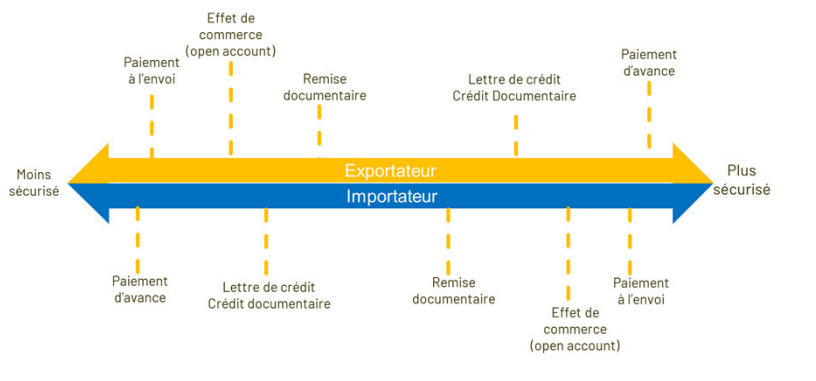 Effet de
commerce
(open account)
Paiement
à l'envoi
Remise
documentaire
Lettre de crédit
Crédit Documentaire
Paiement
d'avance
Moins
sécurisé
Exportateur
Importateur
Plus
sécurisé
Paiement
d'avance
Lettre de crédit
Crédit documentaire
Remise
documentaire
Effet de
commerce
(open account)
Paiement
à l'envoi